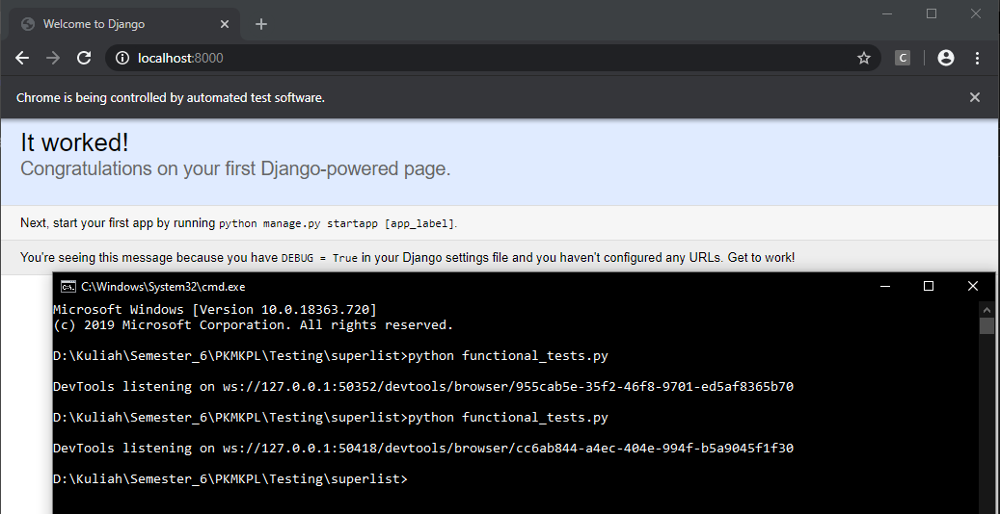 Welcome to Django
localhost:8000
C
Chrome is being controlled by automated test software.
It worked!
Congratulations on your first Django-powered page.
Next, start your first app by running python manage.py startapp [app_label].
You're seeing this message because you have DEBUG = True in your Django settings file and you haven't configured any URLs. Get to work!
C:\Windows\System32\cmd.exe
Microsoft Windows [Version 10.0.18363.720]
(c) 2019 Microsoft Corporation. All rights reserved.
D:\Kuliah\Semester_6\PKMKPL\Testing\superlist>python functional_tests.py
DevTools listening on ws://127.0.0.1:50352/devtools/browser/955cab5e-35f2-46f8-9701-ed5af8365b70
D:\Kuliah\Semester_6\PKMKPL\Testing\superlist>python functional_tests.py
DevTools listening on ws://127.0.0.1:50418/devtools/browser/cc6ab844-a4ec-404e-994f-b5a9045f1f30
D:\Kuliah\Semester_6\PKMKPL\Testing\superlist>